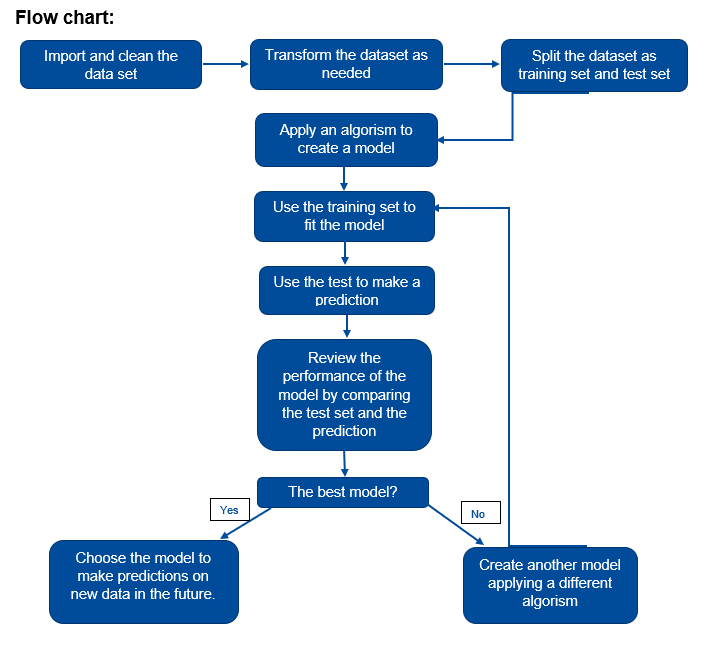 Flow chart:
Import and clean the
data set
Transform the dataset as
needed
Split the dataset as
training set and test set
Apply an algorism to
create a model
Use the training set to
fit the model
Use the test to make a
prediction
Review the
performance of the
model by comparing
the test set and the
prediction
The best model?
Yes
No
Choose the model to
make predictions on
new data in the future.
Create another model
applying a different
algorism